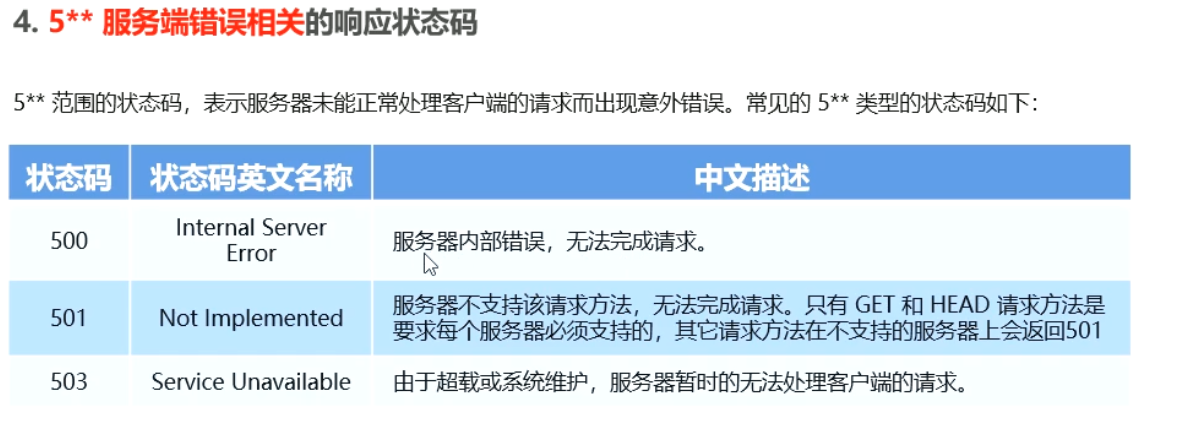 4. 5** 服务端错误相关的响应状态码
5** 范围的状态码，表示服务器未能正常处理客户端的请求而出现意外错误。常见的 5** 类型的状态码如下：
状态码 状态码英文名称 中文描述
500 Internal Server Error 服务器内部错误，无法完成请求。
501 Not Implemented 服务器不支持该请求方法，无法完成请求。只有 GET 和 HEAD 请求方法是
要求每个服务器必须支持的，其它请求方法在不支持的服务器上会返回501
503 Service Unavailable 由于超载或系统维护，服务器暂时的无法处理客户端的请求。